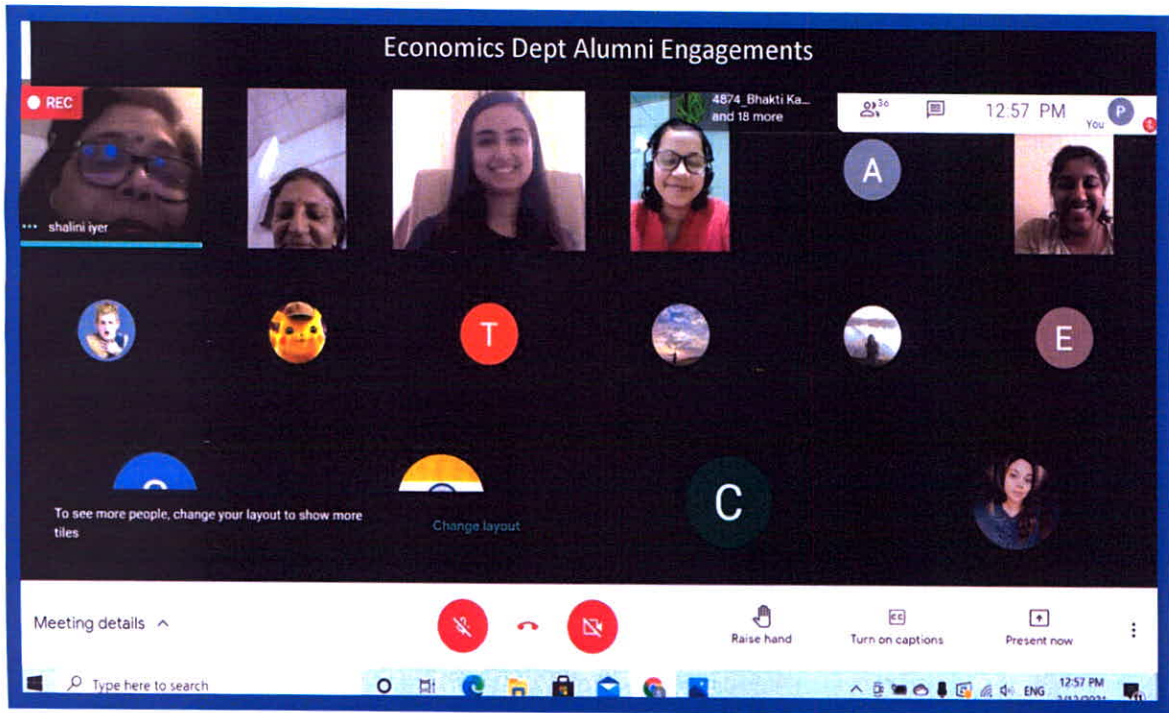 Economics Dept Alumni Engagements
REC
4874_Bhakti Ka...
and 18 more
30
12:57 PM
You
P
A
shalini iyer
T
E
C
To see more people, change your layout to show more
tiles
Change layout
Meeting details
Raise hand
CC
Turn on captions
Present now
Type here to search
ENG
12:57 PM